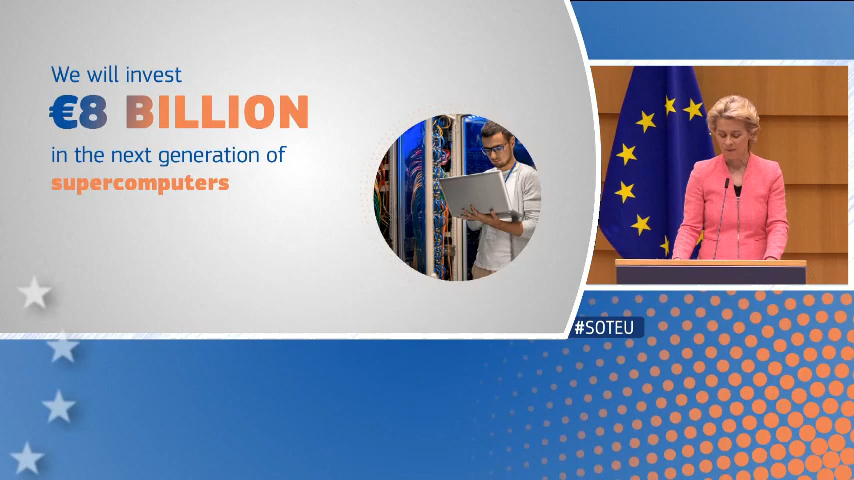 We will invest
€8 BILLION
in the next generation of
supercomputers
#SOTEU